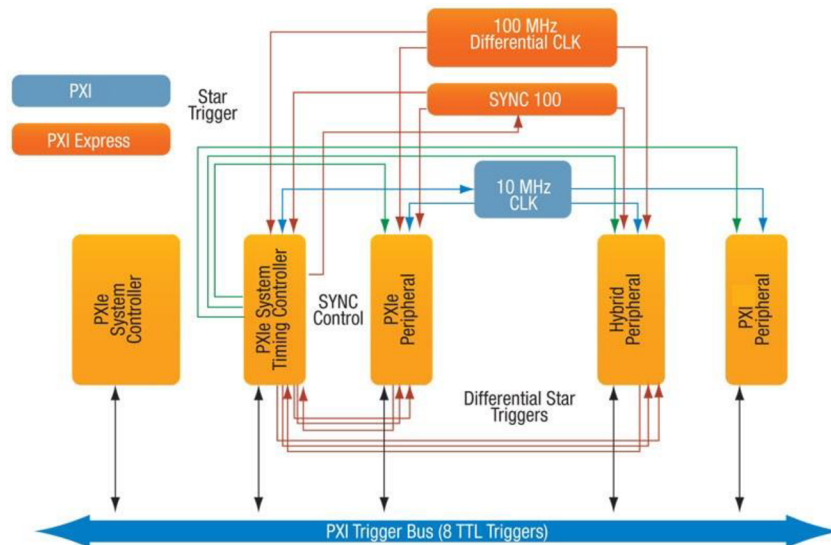 100 MHz
Differential CLK
PXI
Star
Trigger
SYNC 100
PXI Express
10 MHz
CLK
PXIe
System
Controller
PXIe System
Timing Controller
SYNC
Control
PXIe
Peripheral
Hybrid
Peripheral
PXI
Peripheral
Differential Star
Triggers
PXI Trigger Bus (8 TTL Triggers)